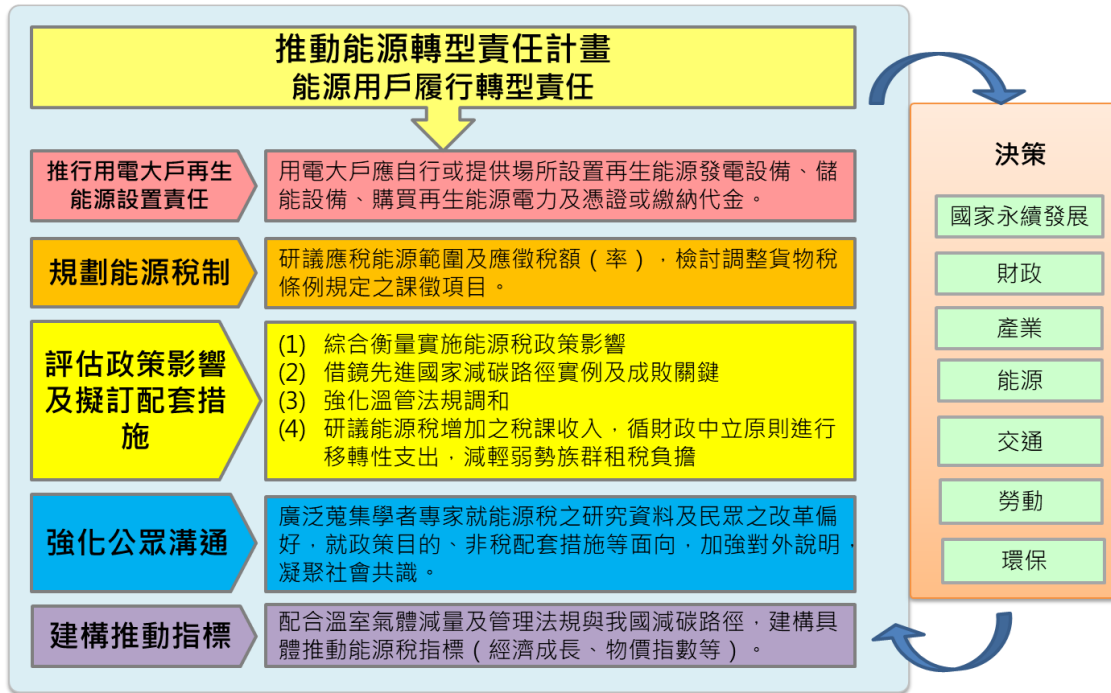 推動能源轉型責任計畫
能源用戶履行轉型責任
推行用電大戶再生
能源設置責任
用電大戶應自行或提供場所設置再生能源發電設備、儲
能設備、購買再生能源電力及憑證或繳納代金。
規劃能源稅制
研議應稅能源範圍及應徵稅額（率），檢討調整貨物稅
條例規定之課徵項目。
評估政策影響
及擬訂配套措
施
(1) 綜合衡量實施能源稅政策影響
(2) 借鏡先進國家減碳路徑實例及成敗關鍵
(3) 強化溫管法規調和
(4) 研議能源稅增加之稅課收入，循財政中立原則進行
移轉性支出，減輕弱勢族群租稅負擔
強化公眾溝通
廣泛蒐集學者專家就能源稅之研究資料及民眾之改革偏
好，就政策目的、非稅配套措施等面向，加強對外說明，
凝聚社會共識。
建構推動指標
配合溫室氣體減量及管理法規與我國減碳路徑，建構具
體推動能源稅指標（經濟成長、物價指數等）。
決策
國家永續發展
財政
產業
能源
交通
勞動
環保